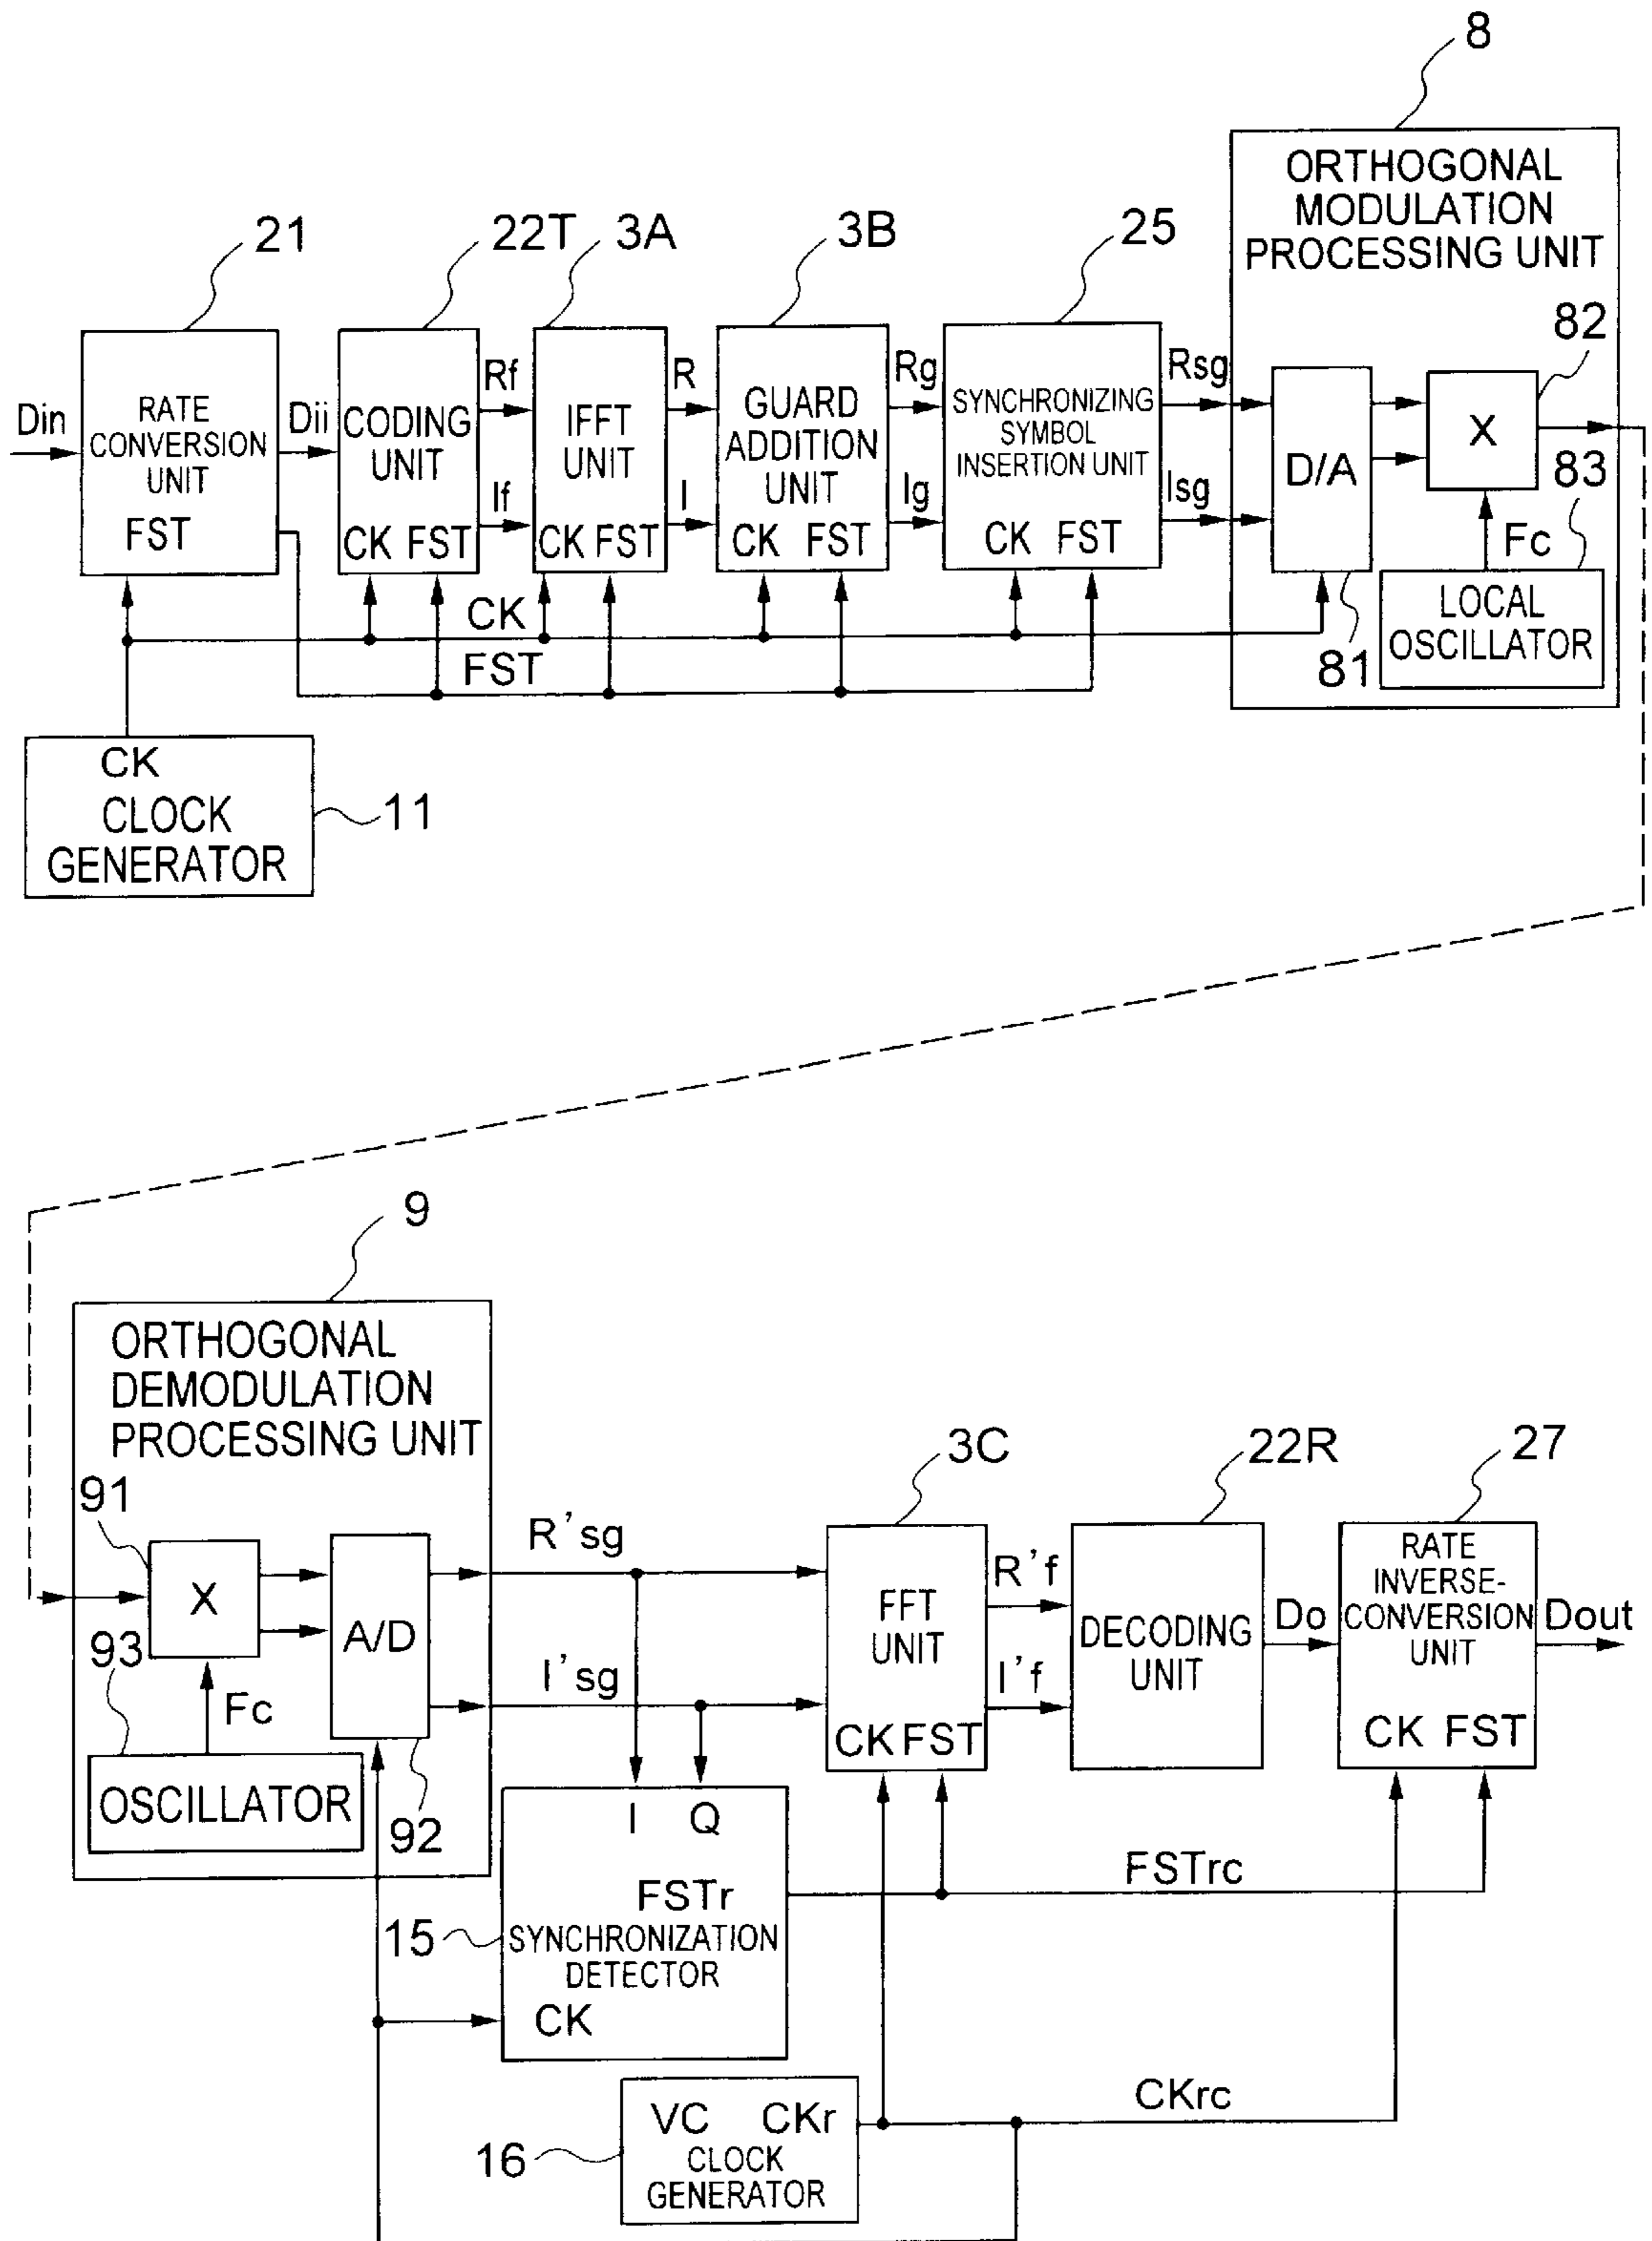 8
ORTHOGONAL
MODULATION
PROCESSING UNIT
21
22T
3A
3B
25
82
Din
RATE
CONVERSION
UNIT
FST
Dii
CODING
UNIT
CK FST
Rf
If
IFFT
UNIT
CK FST
R
I
GUARD
ADDITION
UNIT
CK FST
Rg
Ig
SYNCHRONIZING
SYMBOL
INSERTION UNIT
CK FST
Rsg
Isg
D/A
X
83
Fc
LOCAL
OSCILLATOR
81
CK
FST
CK
CLOCK
GENERATOR
11
9
ORTHOGONAL
DEMODULATION
PROCESSING UNIT
91
X
93
Fc
OSCILLATOR
A/D
92
R'sg
I'sg
3C
FFT
UNIT
CK FST
R'f
I'f
22R
DECODING
UNIT
Do
27
RATE
INVERSE-
CONVERSION
UNIT
CK FST
Dout
I Q
FSTr
15
SYNCHRONIZATION
DETECTOR
CK
FSTrc
VC CKr
16
CLOCK
GENERATOR
CKrc